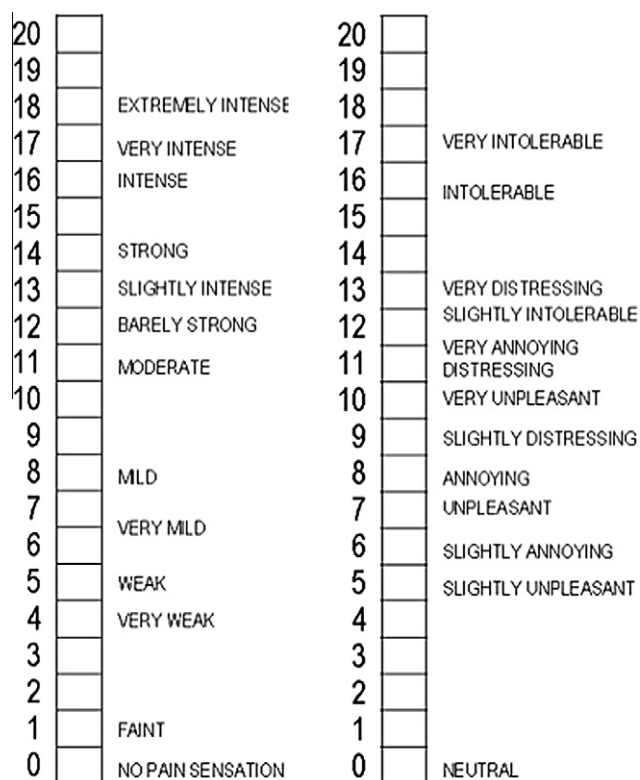 20
19
18 EXTREMELY INTENSE
17 VERY INTENSE
16 INTENSE
15
14 STRONG
13 SLIGHTLY INTENSE
12 BARELY STRONG
11 MODERATE
10
9
8 MILD
7
VERY MILD
6
5 WEAK
4 VERY WEAK
3
2
1 FAINT
0 NO PAIN SENSATION
20
19
18
17 VERY INTOLERABLE
16 INTOLERABLE
15
14
13 VERY DISTRESSING
12 SLIGHTLY INTOLERABLE
VERY ANNOYING
11 DISTRESSING
10 VERY UNPLEASANT
9 SLIGHTLY DISTRESSING
8 ANNOYING
7 UNPLEASANT
6 SLIGHTLY ANNOYING
5 SLIGHTLY UNPLEASANT
4
3
2
1
0 NEUTRAL